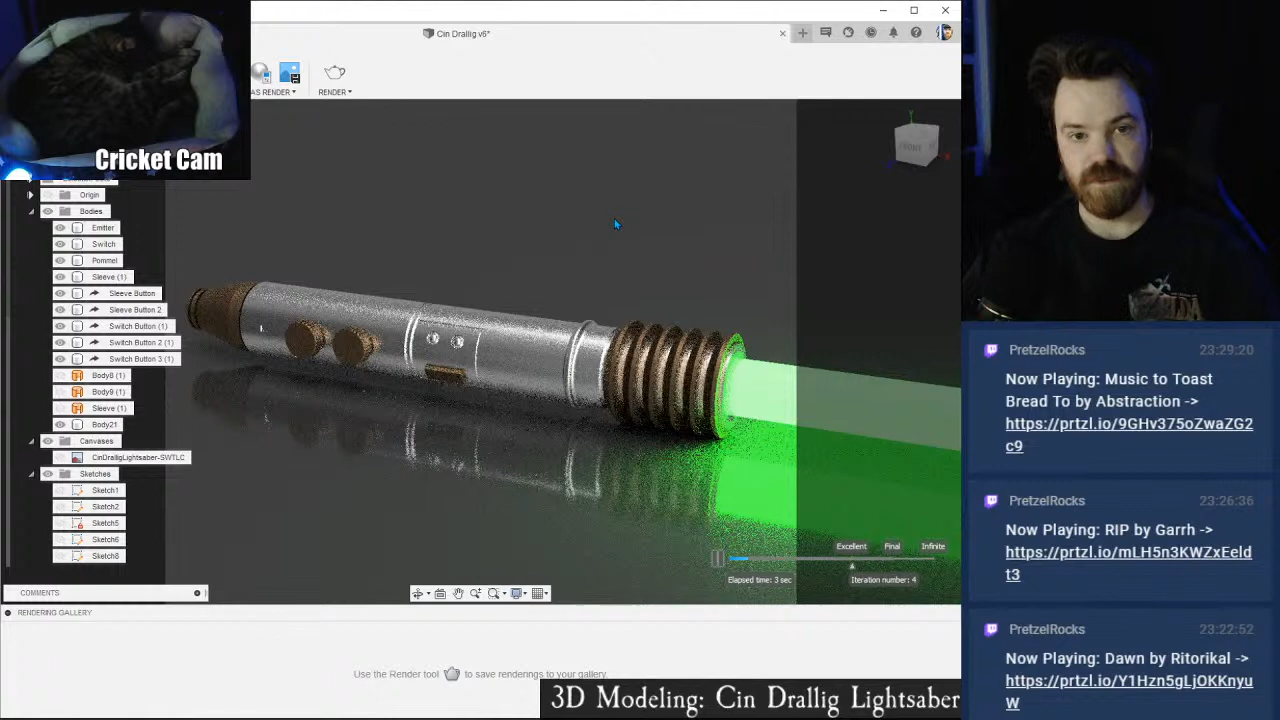 Cin Drallig v6*
AS RENDER
RENDER
Cricket Cam
Origin
Bodies
Emitter
Switch
Pommel
Sleeve (1)
Sleeve Button
Sleeve Button 2
Switch Button (1)
Switch Button 2 (1)
Switch Button 3 (1)
Body8 (1)
Body9 (1)
Sleeve (1)
Body21
Canvases
CinDralligLightsaber-SWTLC
Sketches
Sketch1
Sketch2
Sketch5
Sketch6
Sketch8
Excellent Final Infinite
Elapsed time: 3 sec Iteration number: 4
COMMENTS
RENDERING GALLERY
Use the Render tool to save renderings to your gallery.
3D Modeling: Cin Drallig Lightsaber
PretzelRocks 23:29:20
Now Playing: Music to Toast
Bread To by Abstraction ->
https://prtzl.io/9GHv375oZwaZG2
c9
PretzelRocks 23:26:36
Now Playing: RIP by Garrh ->
https://prtzl.io/mLH5n3KWZxEeld
t3
PretzelRocks 23:22:52
Now Playing: Dawn by Ritorikal ->
https://prtzl.io/Y1Hzn5gLjOKKnyu
W